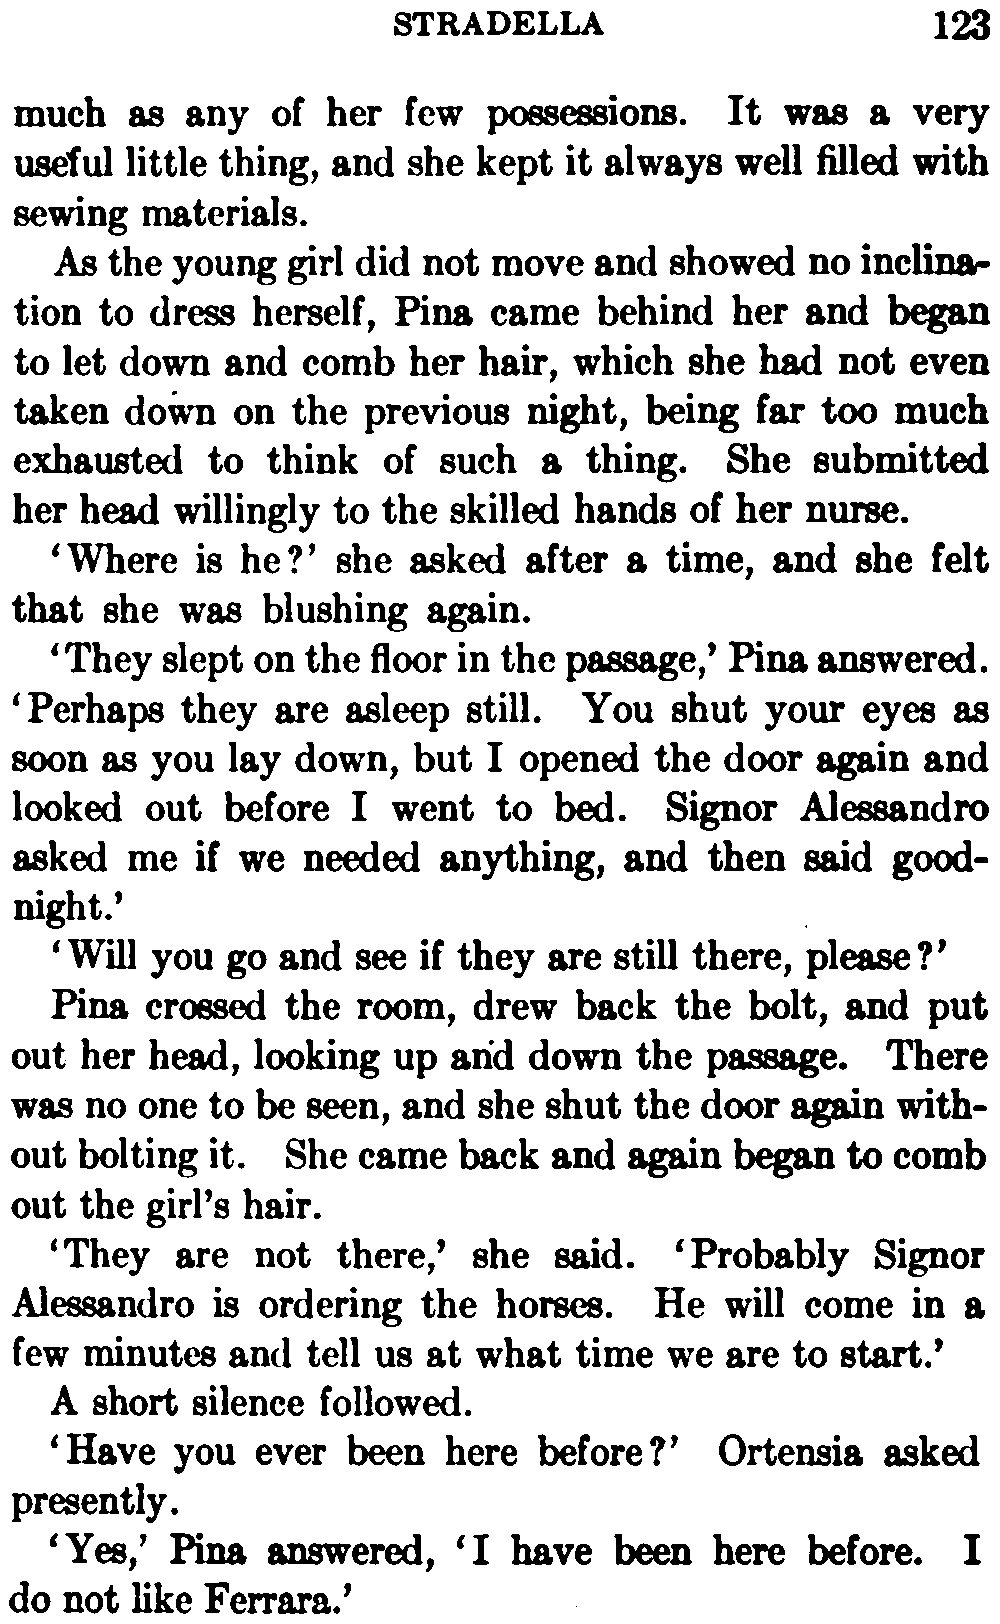 STRADELLA 123
much as any of her few possessions. It was a very
useful little thing, and she kept it always well filled with
sewing materials.
As the young girl did not move and showed no inclina-
tion to dress herself, Pina came behind her and began
to let down and comb her hair, which she had not even
taken down on the previous night, being far too much
exhausted to think of such a thing. She submitted
her head willingly to the skilled hands of her nurse.
‘Where is he?’ she asked after a time, and she felt
that she was blushing again.
‘They slept on the floor in the passage,’ Pina answered.
‘Perhaps they are asleep still. You shut your eyes as
soon as you lay down, but I opened the door again and
looked out before I went to bed. Signor Alessandro
asked me if we needed anything, and then said good-
night.’
‘Will you go and see if they are still there, please?’
Pina crossed the room, drew back the bolt, and put
out her head, looking up and down the passage. There
was no one to be seen, and she shut the door again with-
out bolting it. She came back and again began to comb
out the girl’s hair.
‘They are not there,’ she said. ‘Probably Signor
Alessandro is ordering the horses. He will come in a
few minutes and tell us at what time we are to start.’
A short silence followed.
‘Have you ever been here before?’ Ortensia asked
presently.
‘Yes,’ Pina answered, ‘I have been here before. I
do not like Ferrara.’